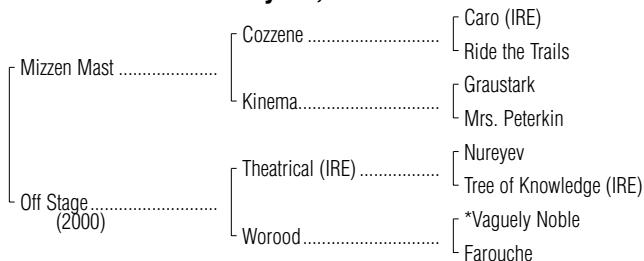 Caro (IRE)
Cozzene
Ride the Trails
Mizzen Mast
Graustark
Kinema
Mrs. Peterkin
Nureyev
Theatrical (IRE)
Tree of Knowledge (IRE)
Off Stage
(2000)
*Vaguely Noble
Worood
Farouche